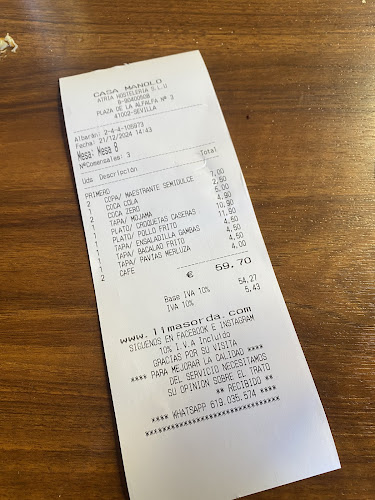 CASA MANOLO
ATRIA HOSTELERIA S.L.U
PLAZA DE LA ALFALFA Nº 3
41002-SEVILLA
Albarán: 2-4-4-105973
Fecha: 21/12/2024 14:43
Mesa: Mesa 8
NºComensales: 3
Uds Descripción Total
PRIMERO
2 COPA/ MAESTRANTE SEMIDULCE 7,00
1 COCA COLA 2,50
2 COCA ZERO 5,00
1 TAPA/ MOJAMA 4,90
1 PLATO/ CROQUETAS CASERAS 10,90
1 PLATO/ POLLO FRITO 11,90
1 TAPA/ ENSALADILLA GAMBAS 4,50
1 TAPA/ BACALAO FRITO 4,50
1 TAPA/ PAVIAS MERLUZA 4,50
2 CAFE 4,00
€ 59,70
Base IVA 10% 54,27
IVA 10% 5,43
www.limasorda.com
SIGUENOS EN FACEBOOK E INSTAGRAM
10% I.V.A Incluido
GRACIAS POR SU VISITA
**** PARA MEJORAR LA CALIDAD ****
DEL SERVICIO NECESITAMOS
SU OPINION SOBRE EL TRATO
** RECIBIDO **
**** WHATSAPP 619.035.574 ****